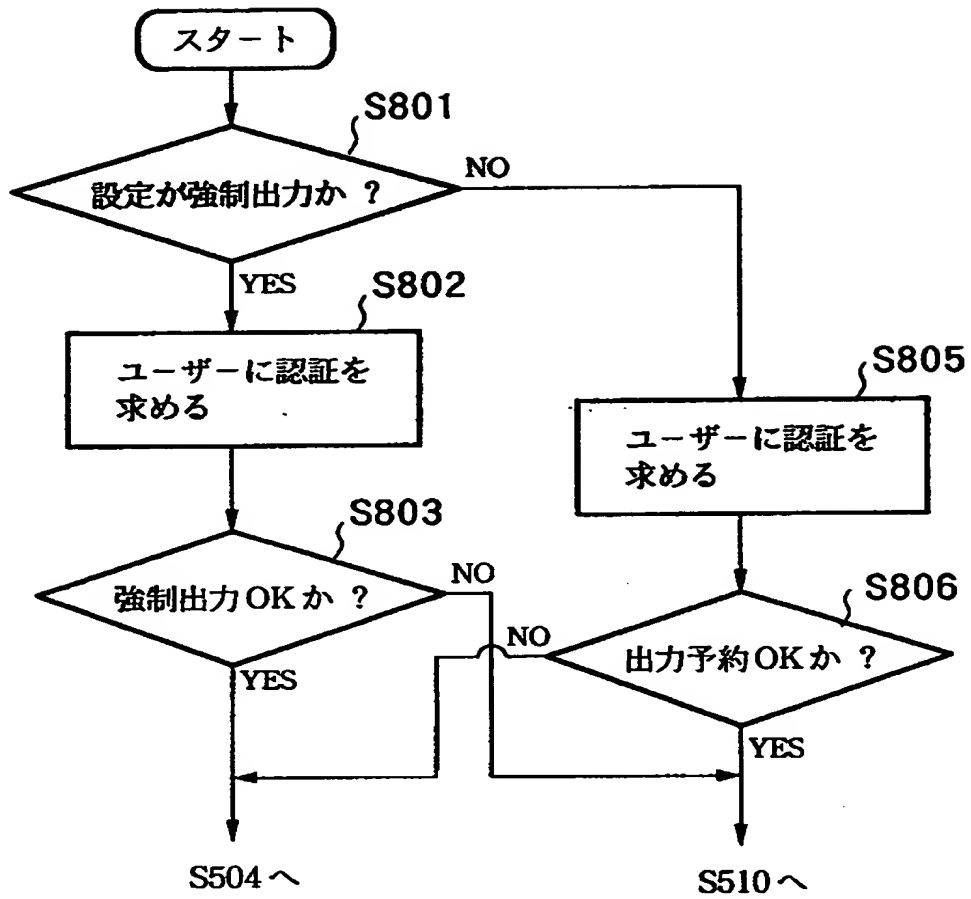 スタート
S801
設定が強制出力か ？
NO
YES
S802
ユーザーに認証を
求める
S805
ユーザーに認証を
求める
S803
強制出力OKか ？
NO
YES
S806
出力予約OKか ？
NO
YES
S504へ
S510へ